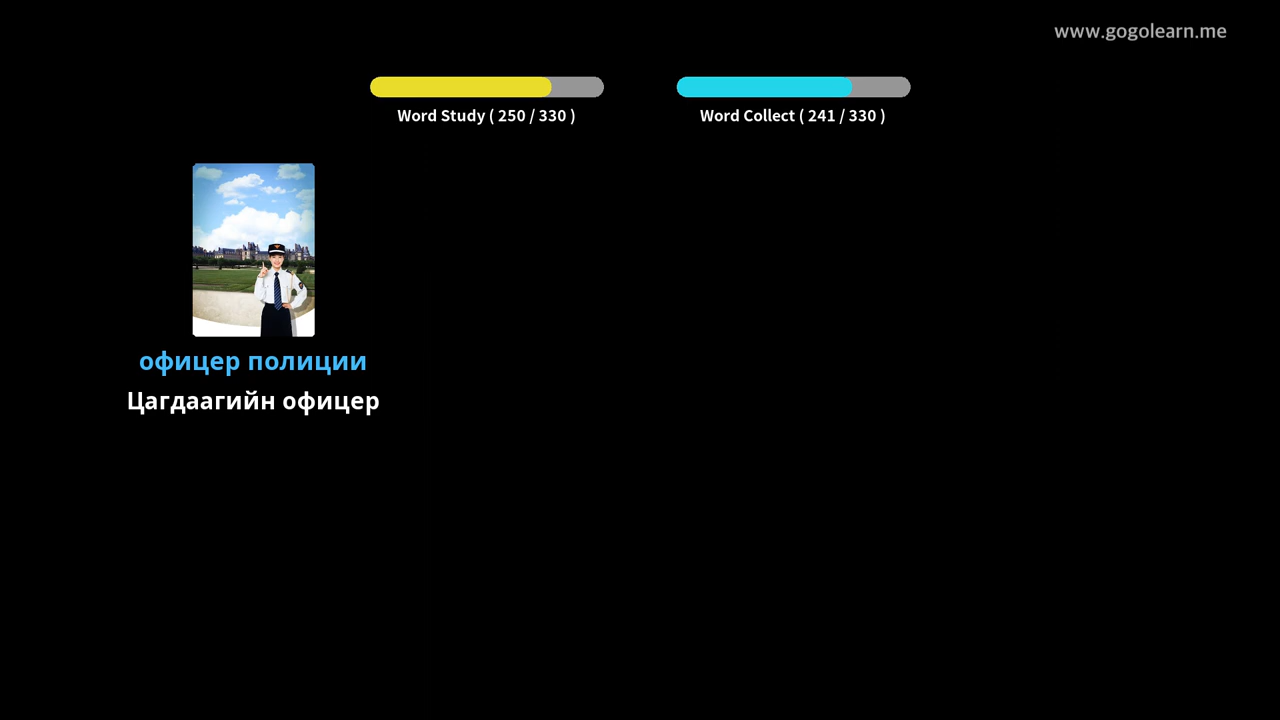 www.gogolearn.me
Word Study ( 250 / 330 )
Word Collect ( 241 / 330 )
офицер полиции
Цагдаагийн офицер